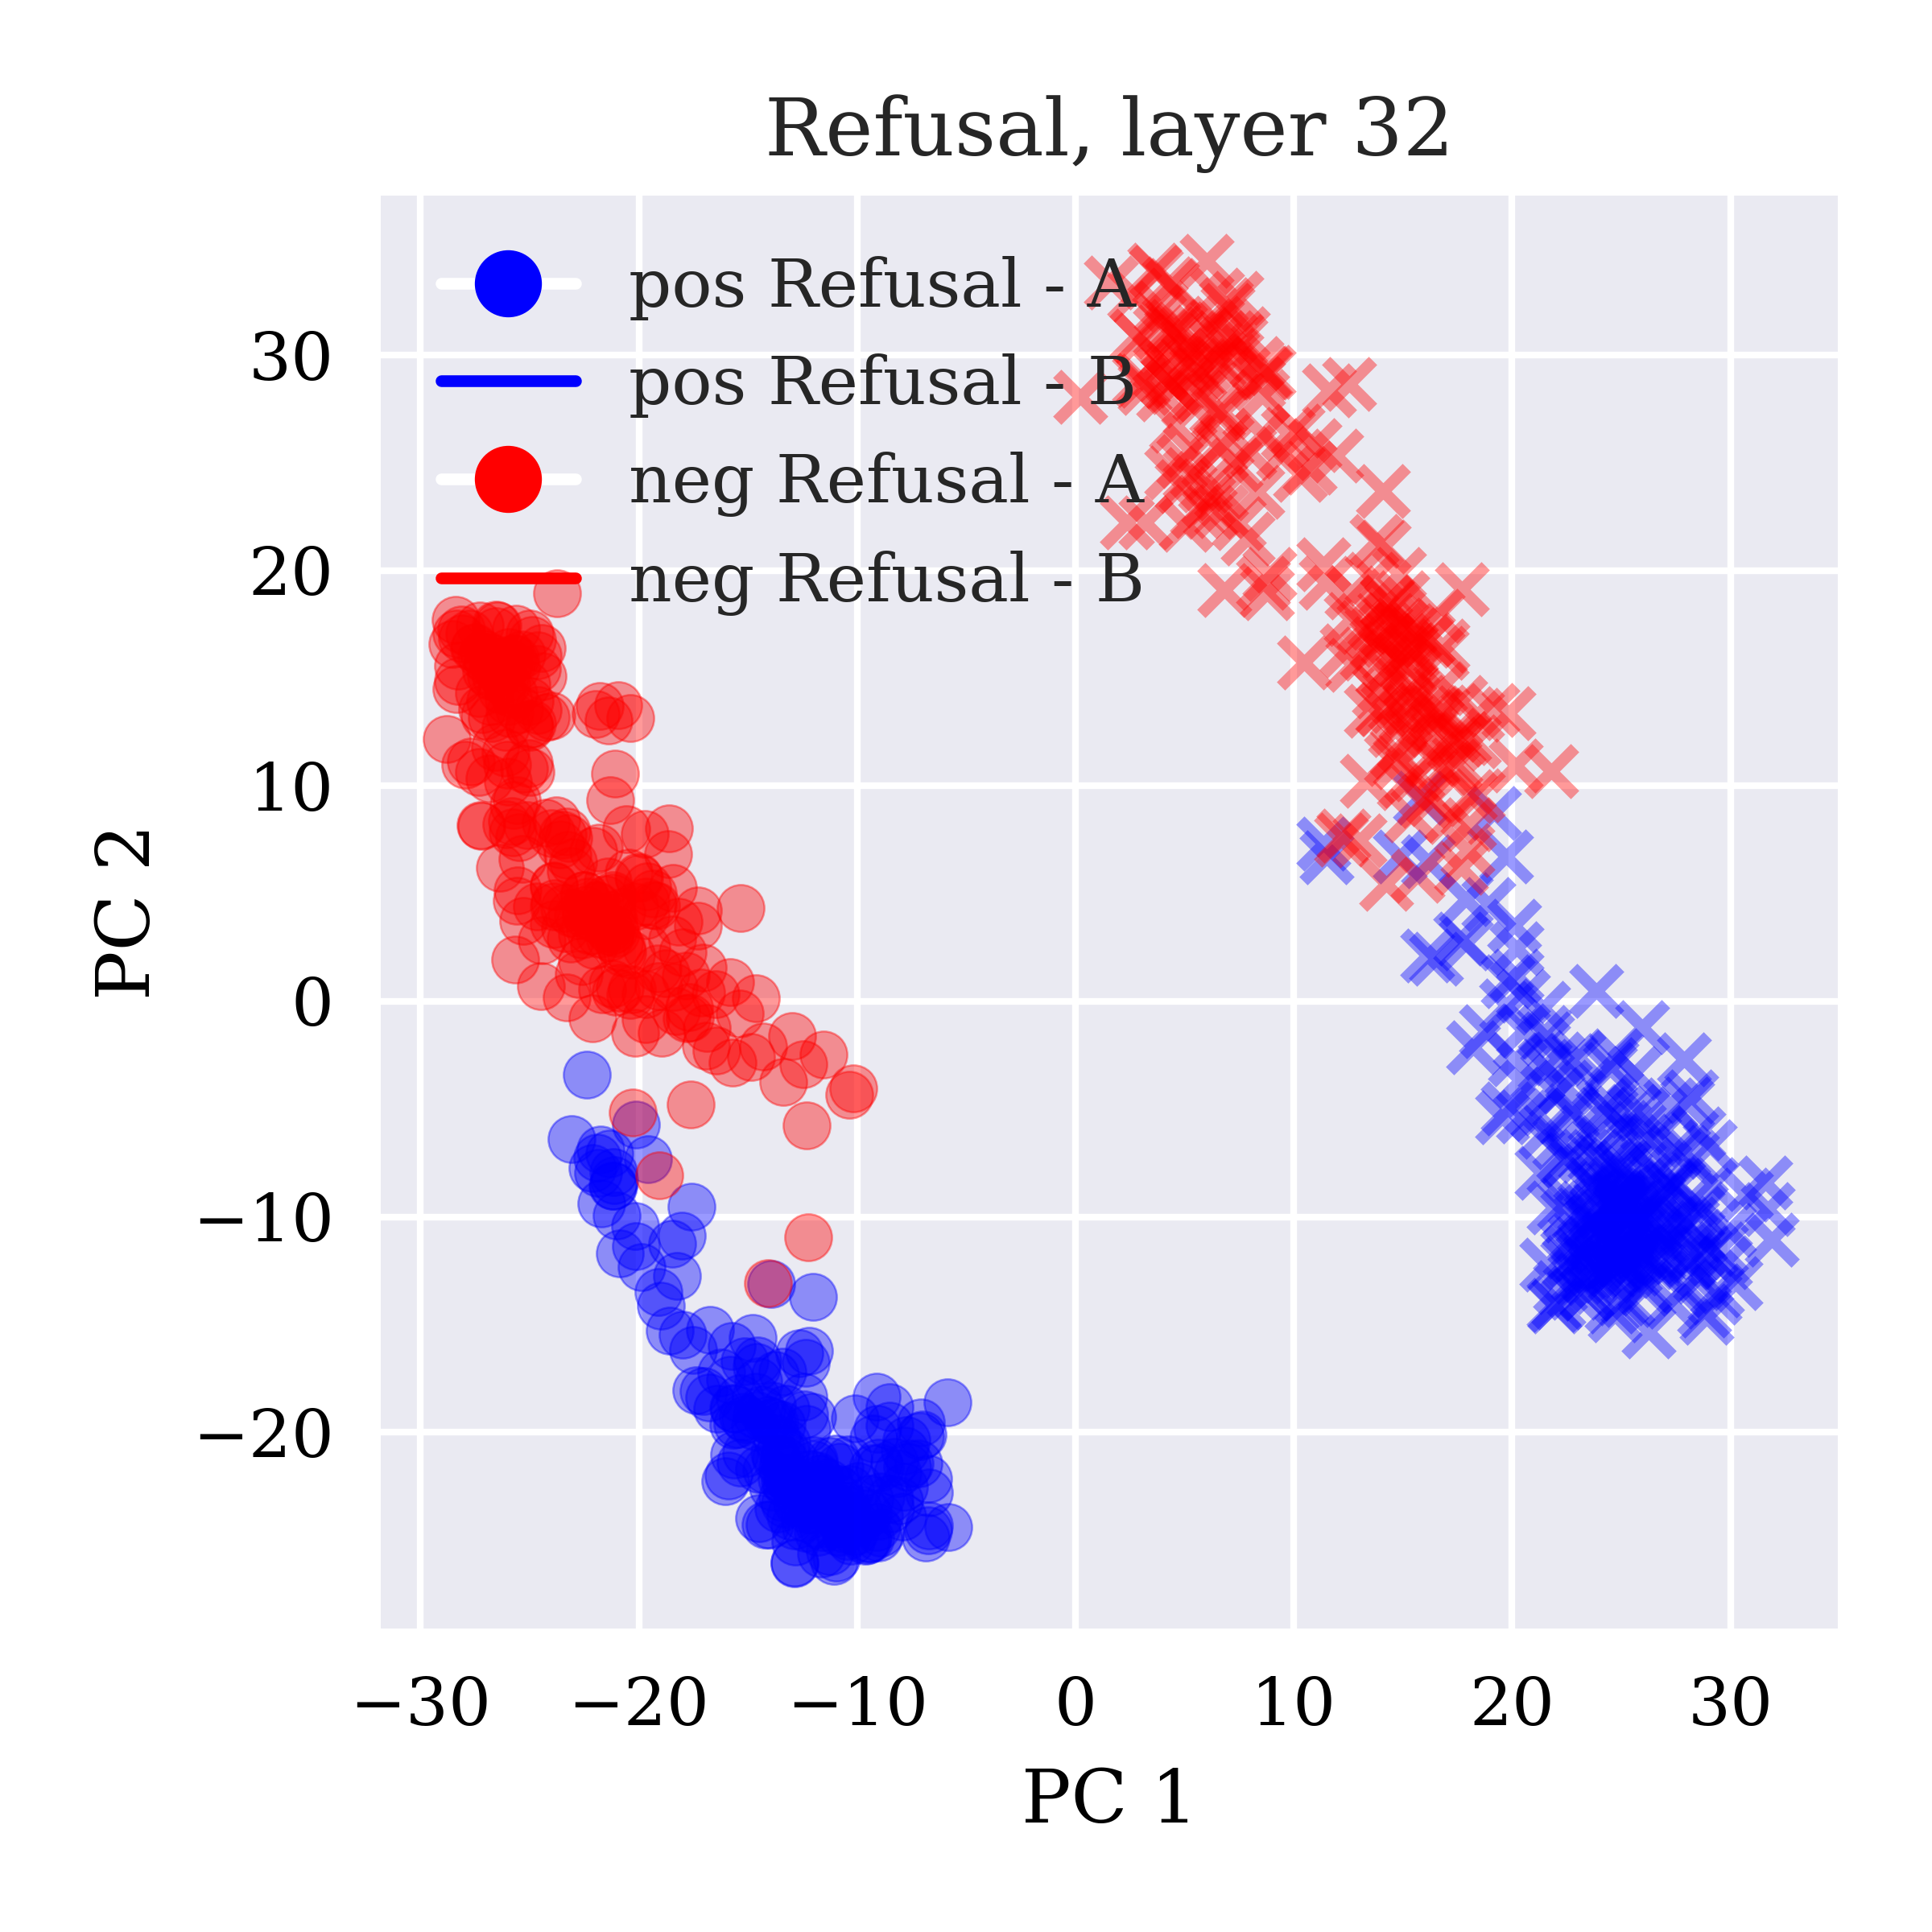 Refusal, layer 32
pos Refusal - A
pos Refusal - B
neg Refusal - A
neg Refusal - B
30
20
10
0
−10
−20
PC 2
−30 −20 −10 0 10 20 30
PC 1